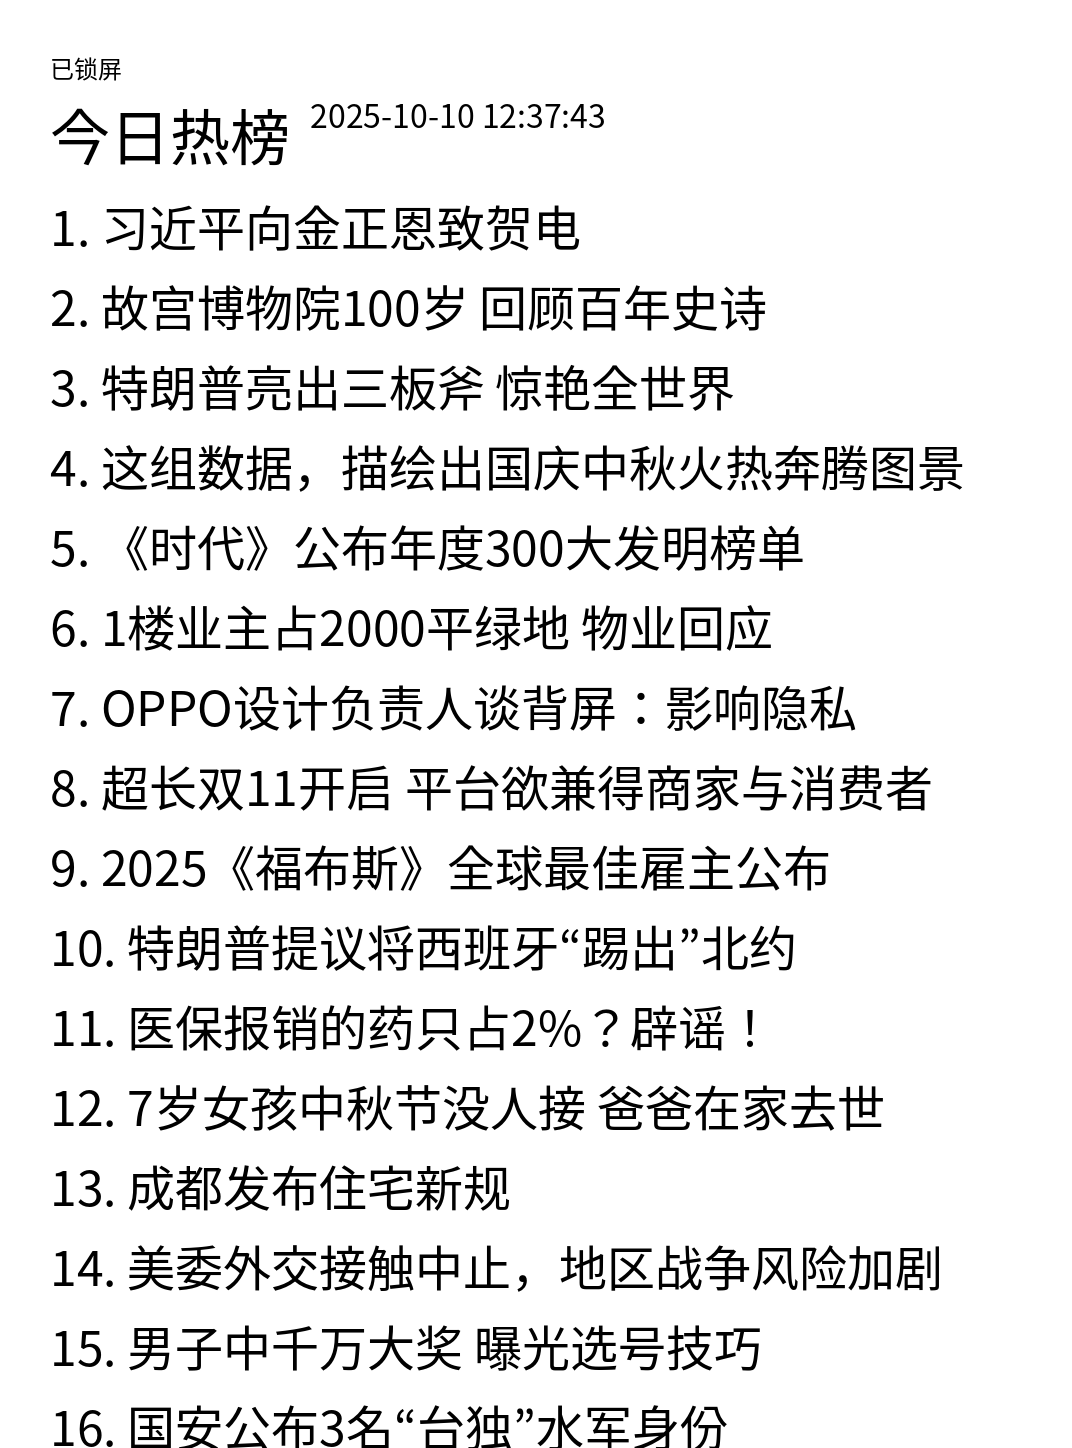 已锁屏
今日热榜 2025-10-10 12:37:43
1. 习近平向金正恩致贺电
2. 故宫博物院100岁 回顾百年史诗
3. 特朗普亮出三板斧 惊艳全世界
4. 这组数据，描绘出国庆中秋火热奔腾图景
5. 《时代》公布年度300大发明榜单
6. 1楼业主占2000平绿地 物业回应
7. OPPO设计负责人谈背屏：影响隐私
8. 超长双11开启 平台欲兼得商家与消费者
9. 2025《福布斯》全球最佳雇主公布
10. 特朗普提议将西班牙“踢出”北约
11. 医保报销的药只占2%？辟谣！
12. 7岁女孩中秋节没人接 爸爸在家去世
13. 成都发布住宅新规
14. 美委外交接触中止，地区战争风险加剧
15. 男子中千万大奖 曝光选号技巧
16. 国安公布3名“台独”水军身份